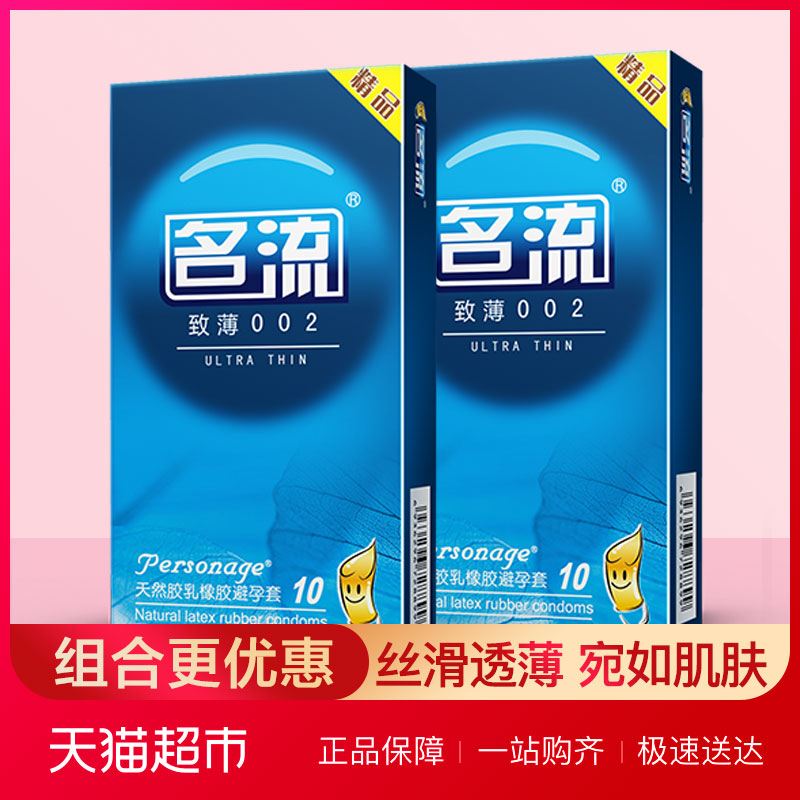 精品
名流®
致薄002
ULTRA THIN
Personage®
天然胶乳橡胶避孕套 10
Natural latex rubber condoms
名流
精品
名流®
致薄002
ULTRA THIN
ersonage®
胶乳橡胶避孕套 10
al latex rubber condoms
名流
组合更优惠
丝滑透薄 宛如肌肤
天猫超市
正品保障 | 一站购齐 | 极速送达